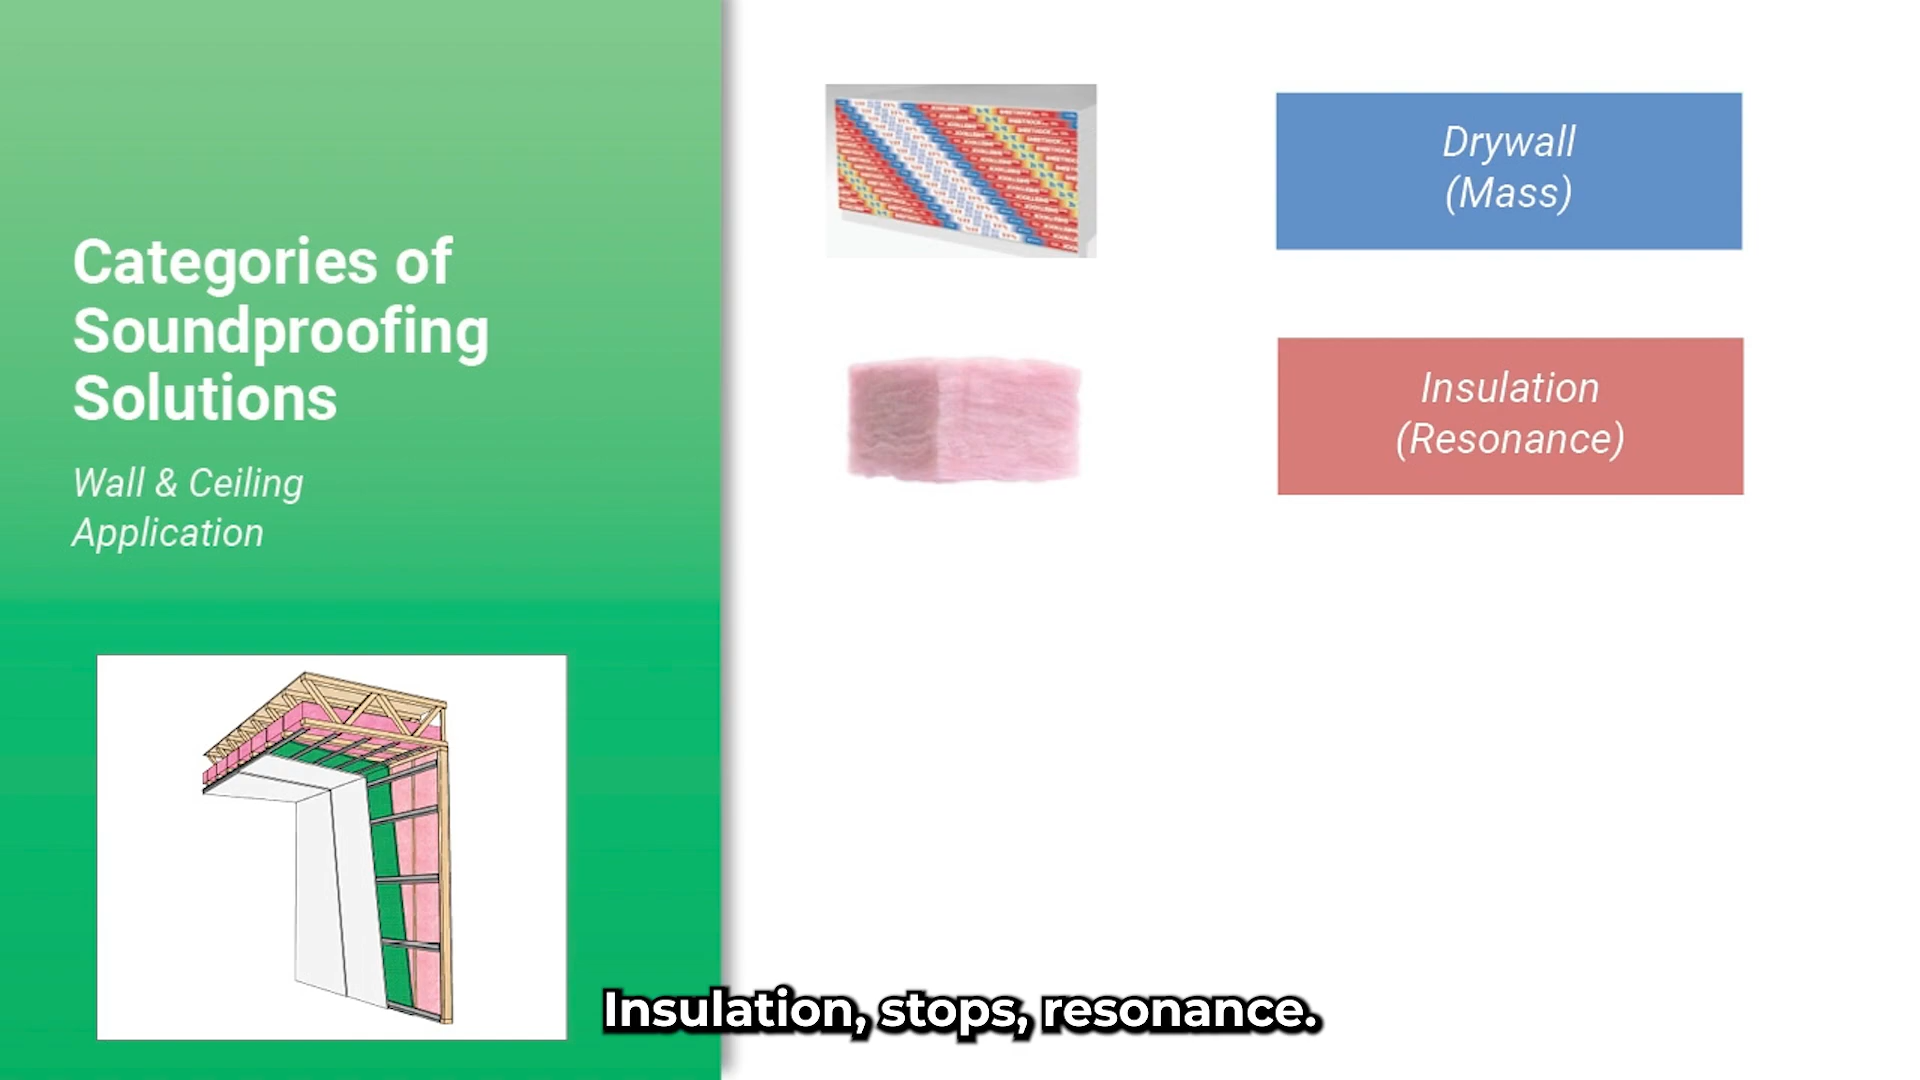 Categories of
Soundproofing
Solutions
Wall & Ceiling
Application
Drywall
(Mass)
Insulation
(Resonance)
Insulation, stops, resonance.